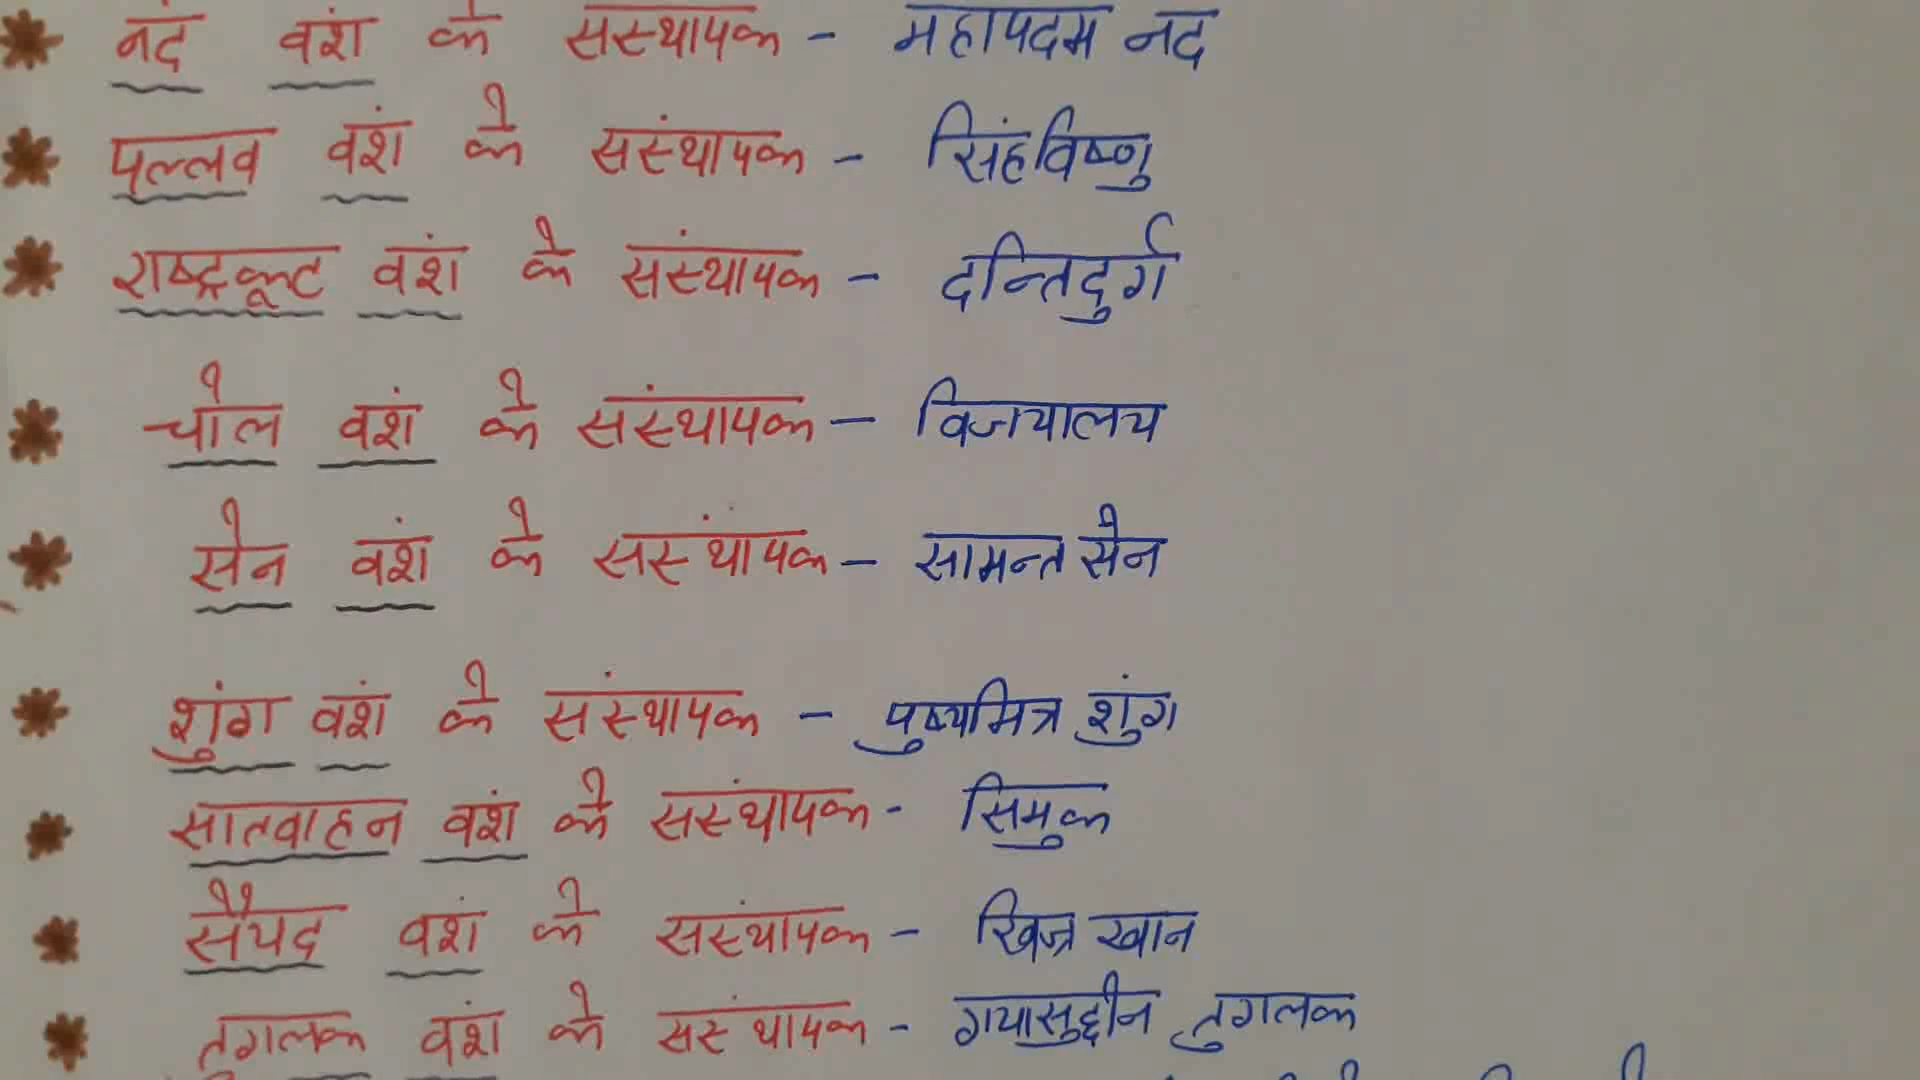 नंद वंश के संस्थापक - महापदम नंद
पल्लव वंश के संस्थापक - सिंहविष्णु
राष्ट्रकूट वंश के संस्थापक - दन्तिदुर्ग
चोल वंश के संस्थापक - विजयालय
सेन वंश के संस्थापक - सामन्त सेन
शुंग वंश के संस्थापक - पुष्यमित्र शुंग
सातवाहन वंश के संस्थापक - सिमुक
सैयद वंश के संस्थापक - खिज्र खान
तुगलक वंश के संस्थापक - गयासुद्दीन तुगलक